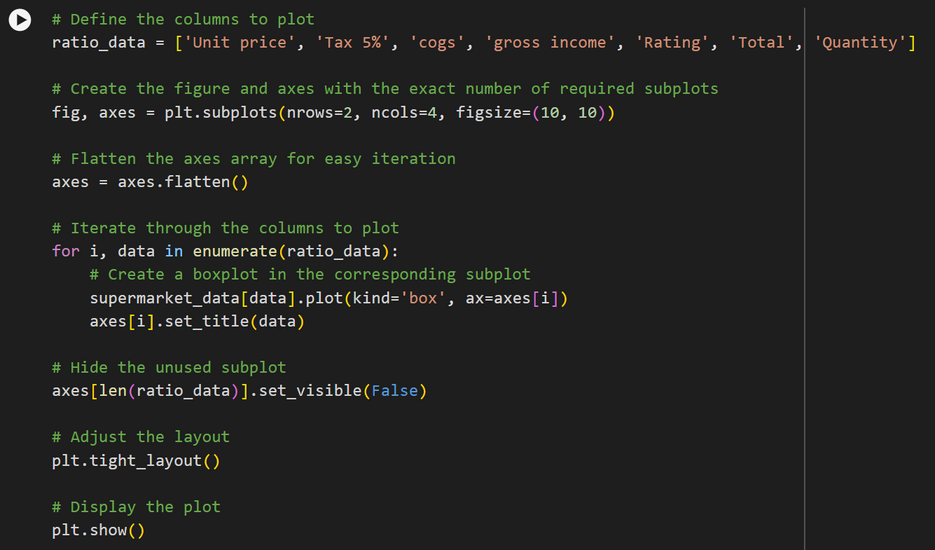 # Define the columns to plot
ratio_data = ['Unit price', 'Tax 5%', 'cogs', 'gross income', 'Rating', 'Total', 'Quantity']
# Create the figure and axes with the exact number of required subplots
fig, axes = plt.subplots(nrows=2, ncols=4, figsize=(10, 10))
# Flatten the axes array for easy iteration
axes = axes.flatten()
# Iterate through the columns to plot
for i, data in enumerate(ratio_data):
    # Create a boxplot in the corresponding subplot
    supermarket_data[data].plot(kind='box', ax=axes[i])
    axes[i].set_title(data)
# Hide the unused subplot
axes[len(ratio_data)].set_visible(False)
# Adjust the layout
plt.tight_layout()
# Display the plot
plt.show()